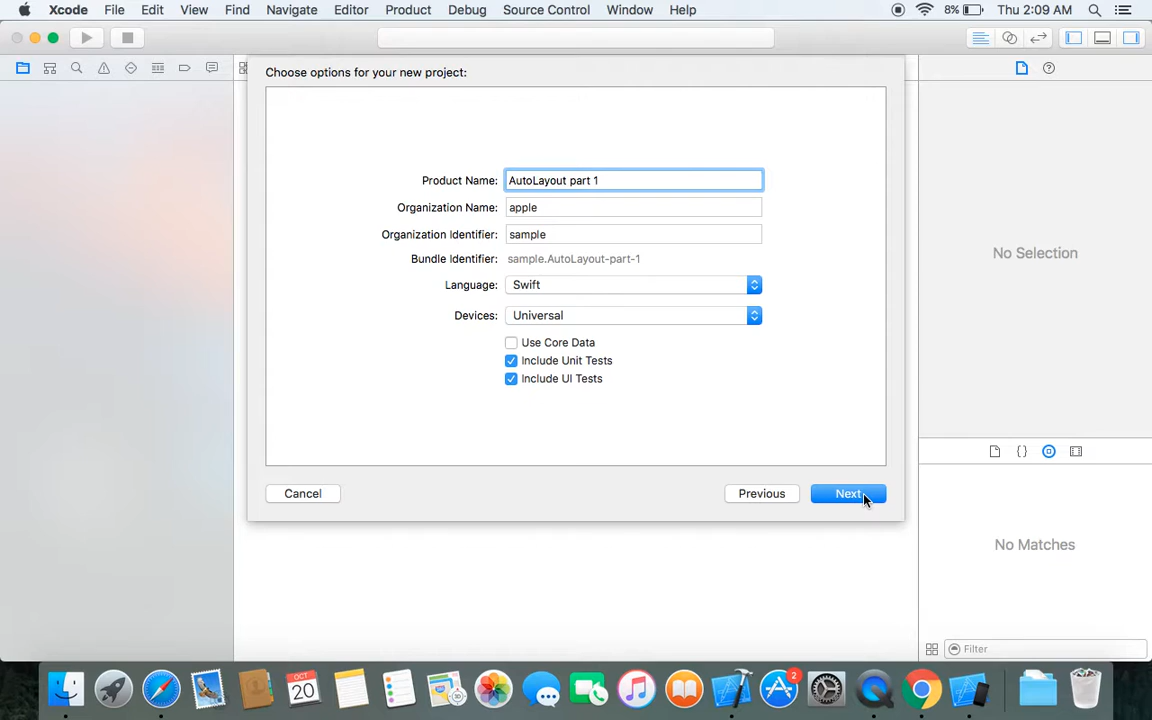 Xcode File Edit View Find Navigate Editor Product Debug Source Control Window Help 8% Thu 2:09 AM
Choose options for your new project:
Product Name: AutoLayout part 1
Organization Name: apple
Organization Identifier: sample
Bundle Identifier: sample.AutoLayout-part-1
Language: Swift
Devices: Universal
Use Core Data
Include Unit Tests
Include UI Tests
No Selection
Cancel Previous Next
No Matches
Filter
OCT
20
30
2